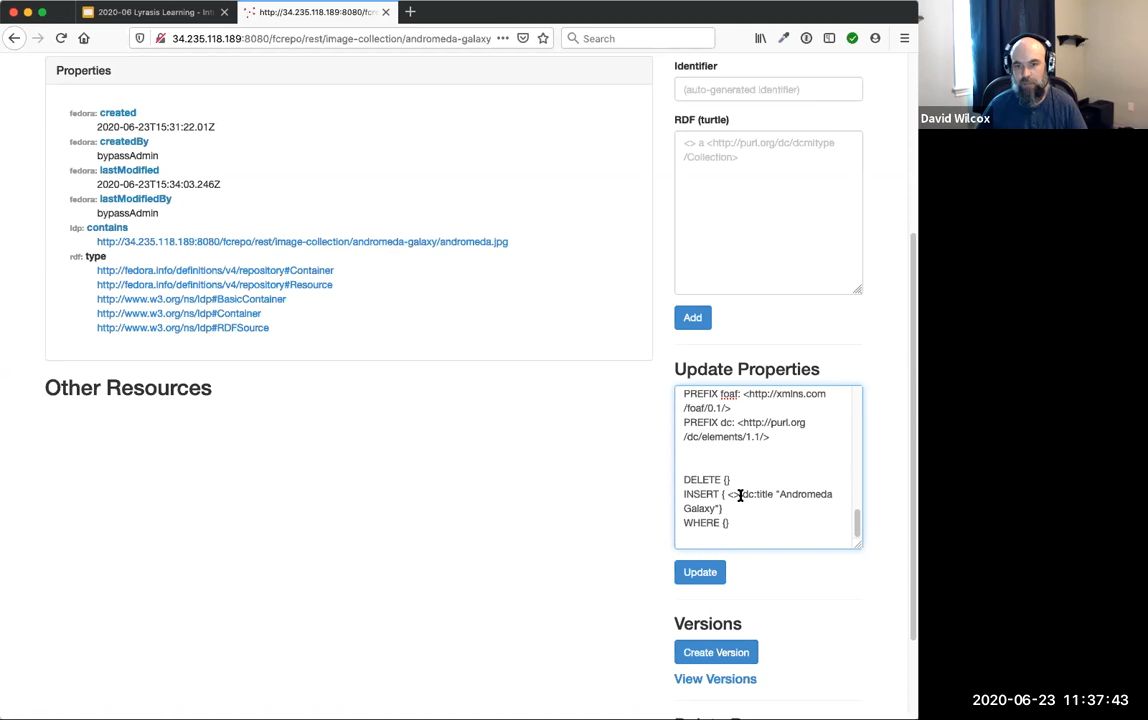 2020-06 Lyrasis Learning - Int
http://34.235.118.189:8080/fcr
34.235.118.189:8080/fcrepo/rest/image-collection/andromeda-galaxy
Search
Properties
fedora: created
2020-06-23T15:31:22.01Z
fedora: createdBy
bypassAdmin
fedora: lastModified
2020-06-23T15:34:03.246Z
fedora: lastModifiedBy
bypassAdmin
ldp: contains
http://34.235.118.189:8080/fcrepo/rest/image-collection/andromeda-galaxy/andromeda.jpg
rdf: type
http://fedora.info/definitions/v4/repository#Container
http://fedora.info/definitions/v4/repository#Resource
http://www.w3.org/ns/ldp#BasicContainer
http://www.w3.org/ns/ldp#Container
http://www.w3.org/ns/ldp#RDFSource
Other Resources
Identifier
(auto-generated identifier)
RDF (turtle)
<> a <http://purl.org/dc/dcmitype
/Collection>
Add
Update Properties
PREFIX foaf: <http://xmlns.com
/foaf/0.1/>
PREFIX dc: <http://purl.org
/dc/elements/1.1/>
DELETE {}
INSERT { <> dc:title "Andromeda
Galaxy"}
WHERE {}
Update
Versions
Create Version
View Versions
David Wilcox
2020-06-23 11:37:43